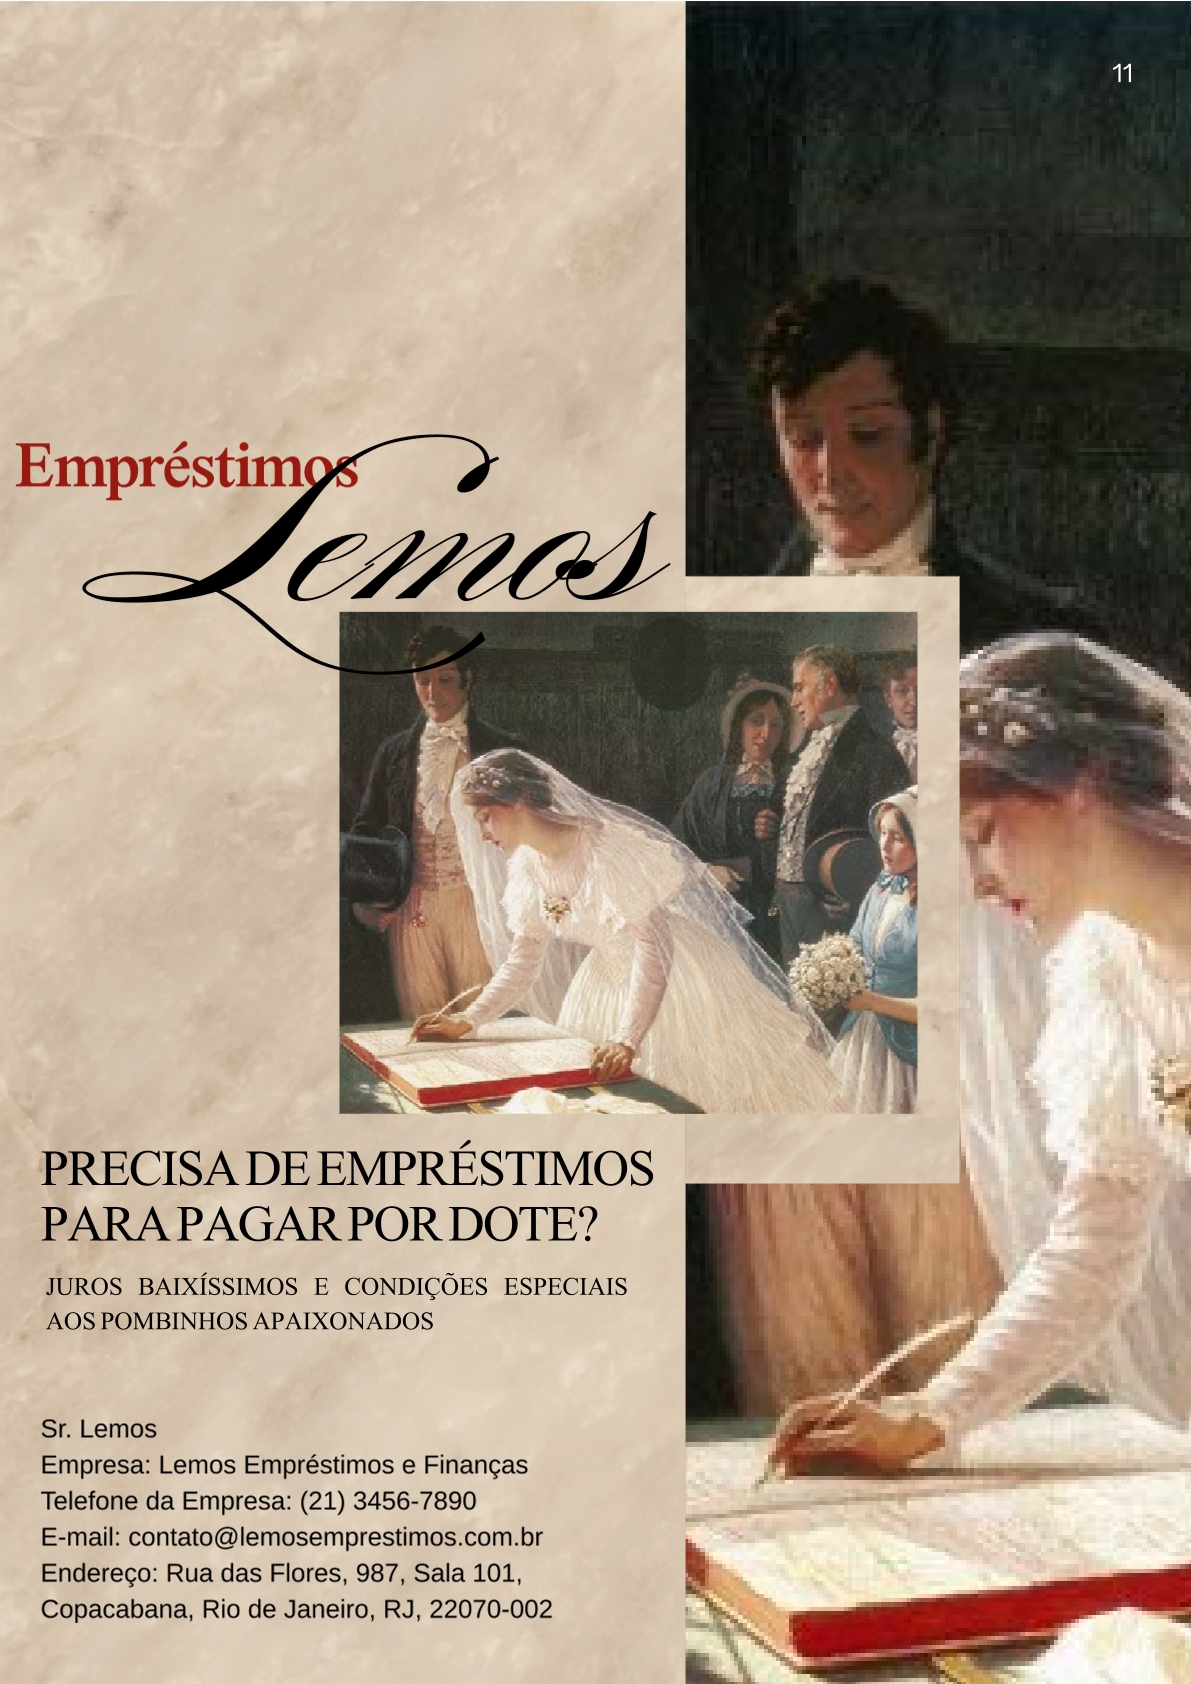 11
Empréstimos
Lemos
PRECISA DE EMPRÉSTIMOS
PARA PAGAR POR DOTE?
JUROS BAIXÍSSIMOS E CONDIÇÕES ESPECIAIS
AOS POMBINHOS APAIXONADOS
Sr. Lemos
Empresa: Lemos Empréstimos e Finanças
Telefone da Empresa: (21) 3456-7890
E-mail: contato@lemosemprestimos.com.br
Endereço: Rua das Flores, 987, Sala 101,
Copacabana, Rio de Janeiro, RJ, 22070-002